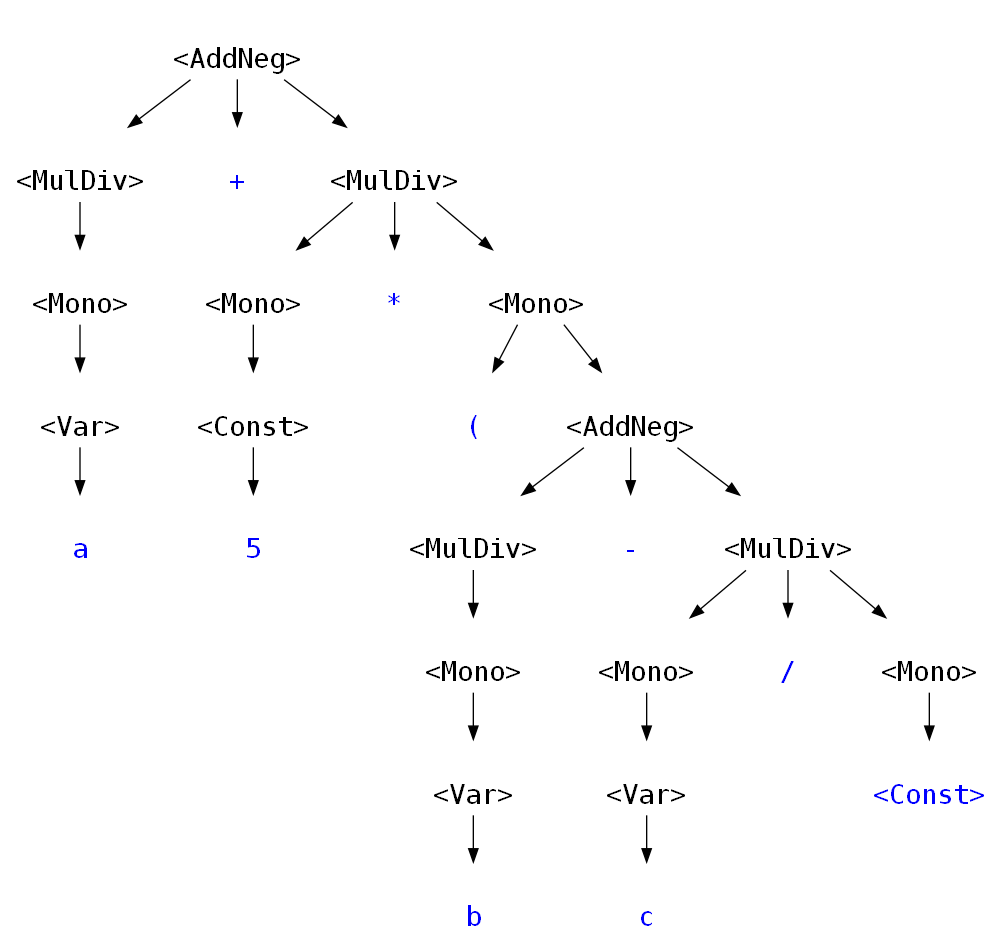 <AddNeg>
<MulDiv> + <MulDiv>
<Mono> <Mono> * <Mono>
<Var> <Const> ( <AddNeg>
a 5 <MulDiv> - <MulDiv>
<Mono> <Mono> / <Mono>
<Var> <Var> <Const>
b c